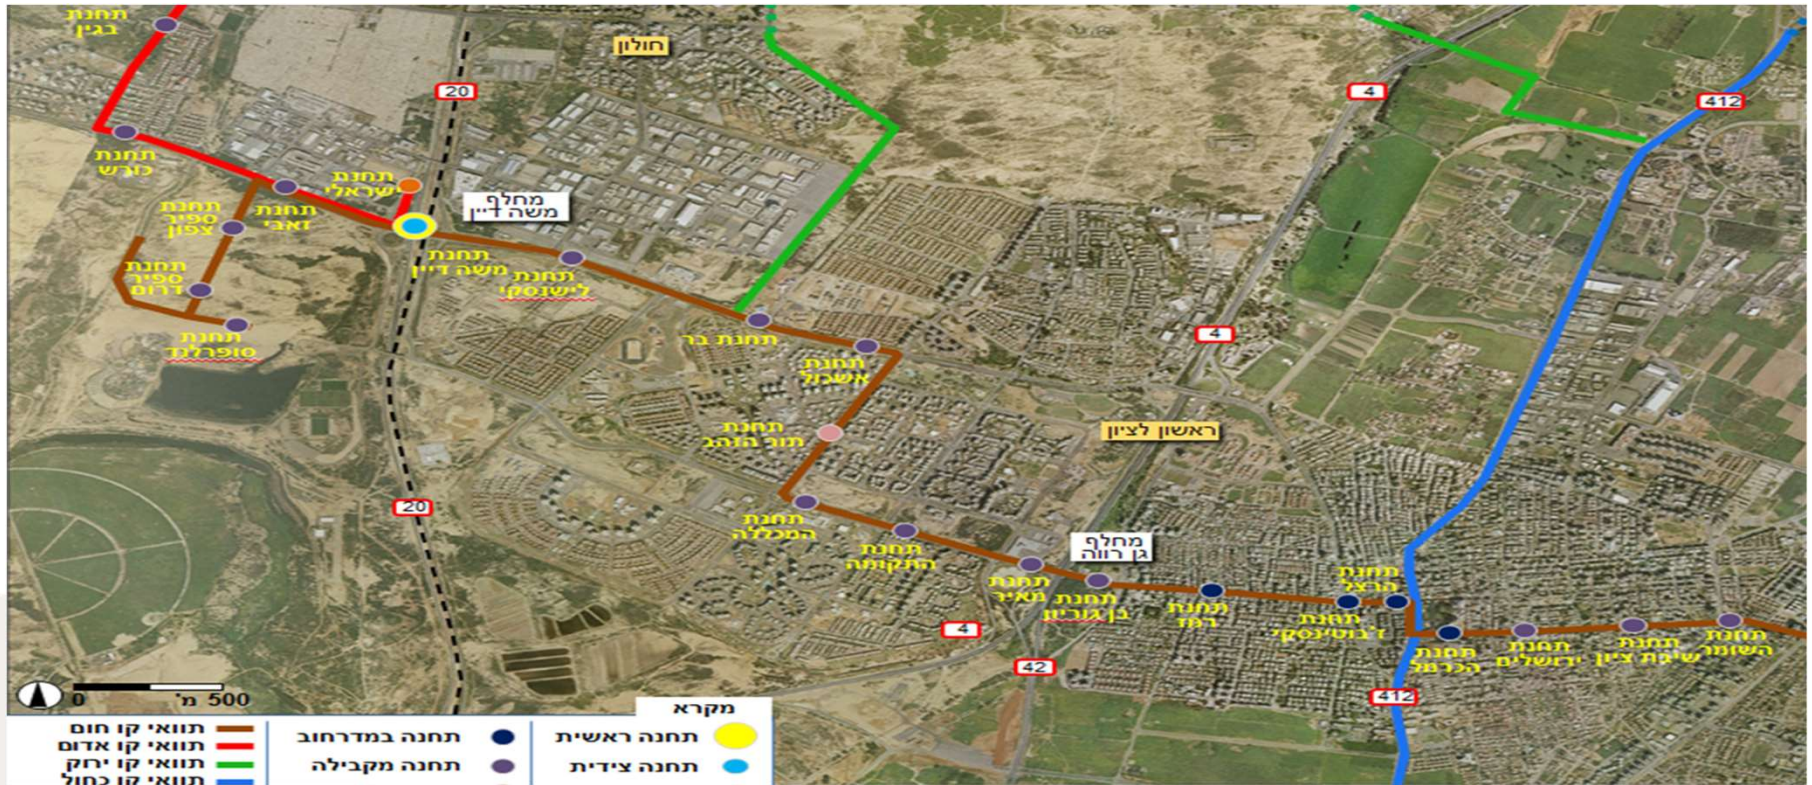 תחנת
בגין
חולון
20
4
412
תחנת
כורש
תחנת
ישראלי
מחלף
משה דיין
תחנת
ספיר
צפון
תחנת
זאבי
תחנת
משה דיין
תחנת
ספיר
דרום
תחנת
לישנסקי
תחנת
סופרלנד
תחנת בר
4
תחנת
אשכול
תחנת
תור הזהב
ראשון לציון
20
תחנת
המכללה
תחנת
התקומה
מחלף
גן רווה
תחנת
מאיר
תחנת
בן גוריון
תחנת
רמז
תחנת
הרצל
תחנת
ז'בוטינסקי
תחנת
הכרמל
תחנת
ירושלים
תחנת
שיבת ציון
תחנת
השומר
4
42
412
0 500 מ'
מקרא
תחנה ראשית
תחנה צידית
תחנה במדרחוב
תחנה מקבילה
תוואי קו חום
תוואי קו אדום
תוואי קו ירוק
תוואי קו כחול